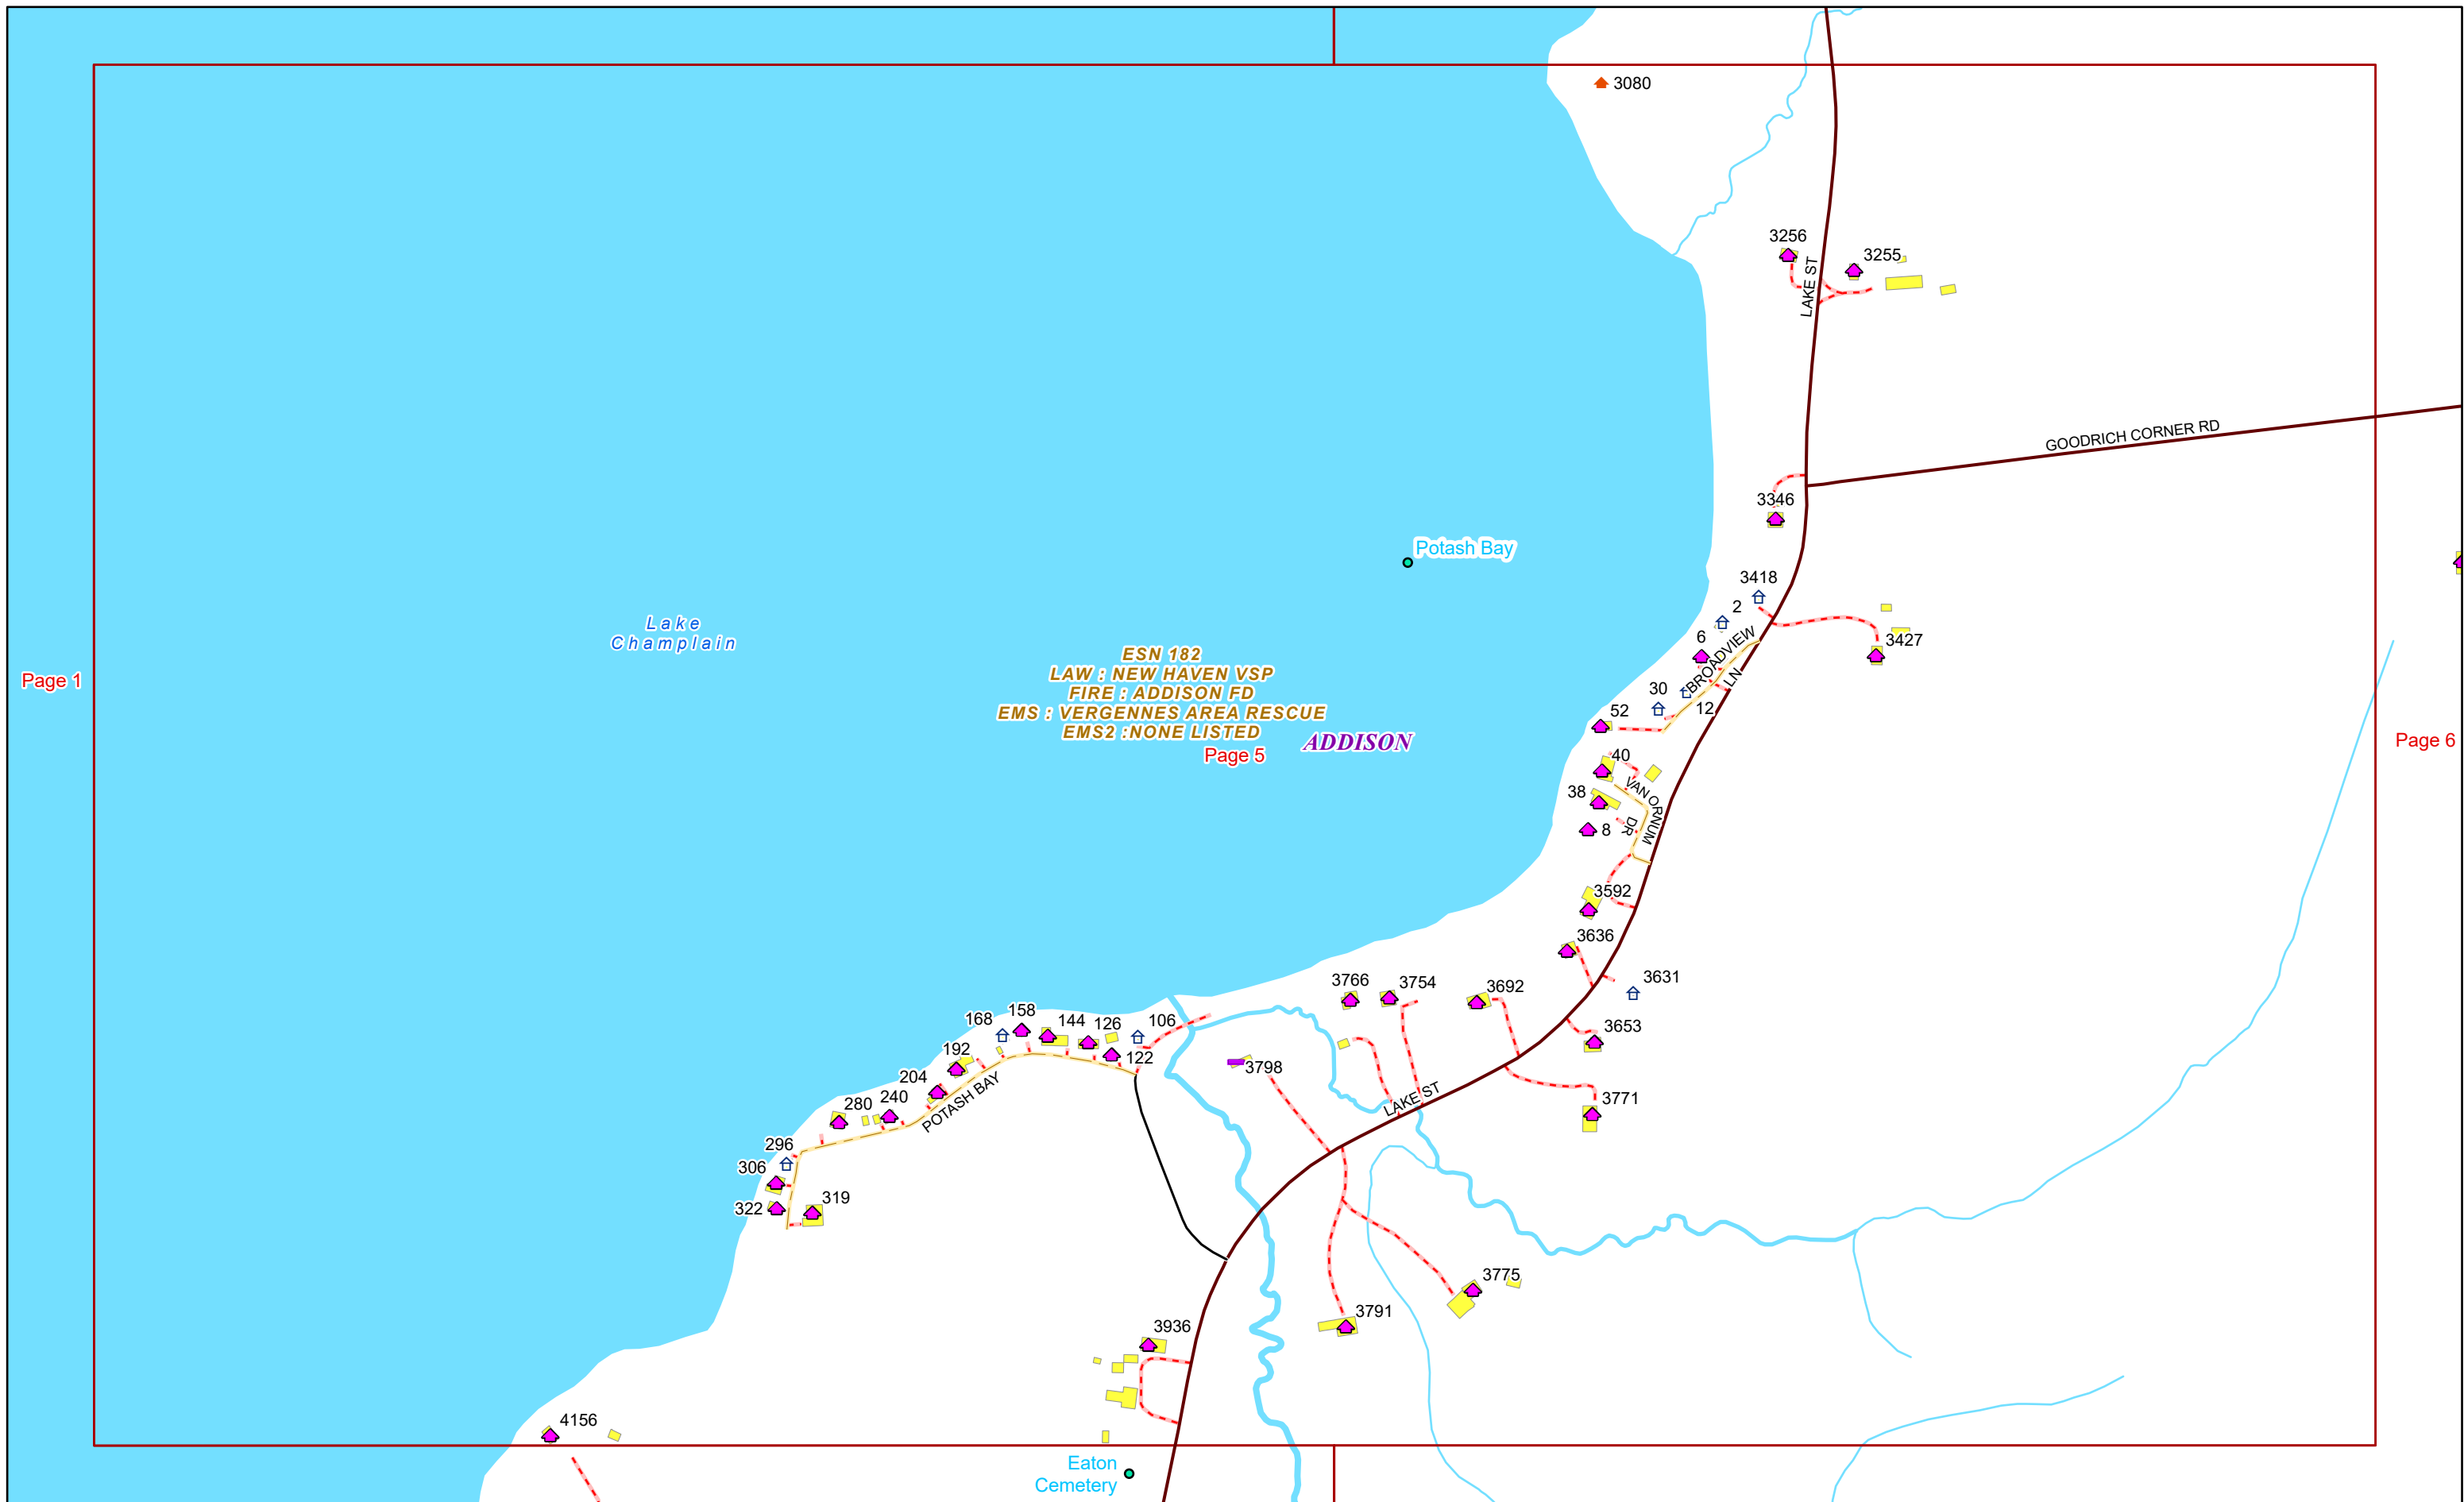 3080
3256
3255
LAKE ST
GOODRICH CORNER RD
3346
Potash Bay
3418
2
Lake
Champlain
6
3427
BROADVIEW
LN
ESN 182
LAW : NEW HAVEN VSP
FIRE : ADDISON FD
EMS : VERGENNES AREA RESCUE
EMS2 :NONE LISTED
Page 1
30
12
52
ADDISON
Page 5
Page 6
40
VAN ORNUM
DR
38
8
3592
3636
3631
3766
3754
3692
168
158
144
126
106
3653
192
122
3798
204
POTASH BAY
LAKE ST
280
240
3771
296
306
322
319
3775
3791
3936
4156
Eaton
Cemetery